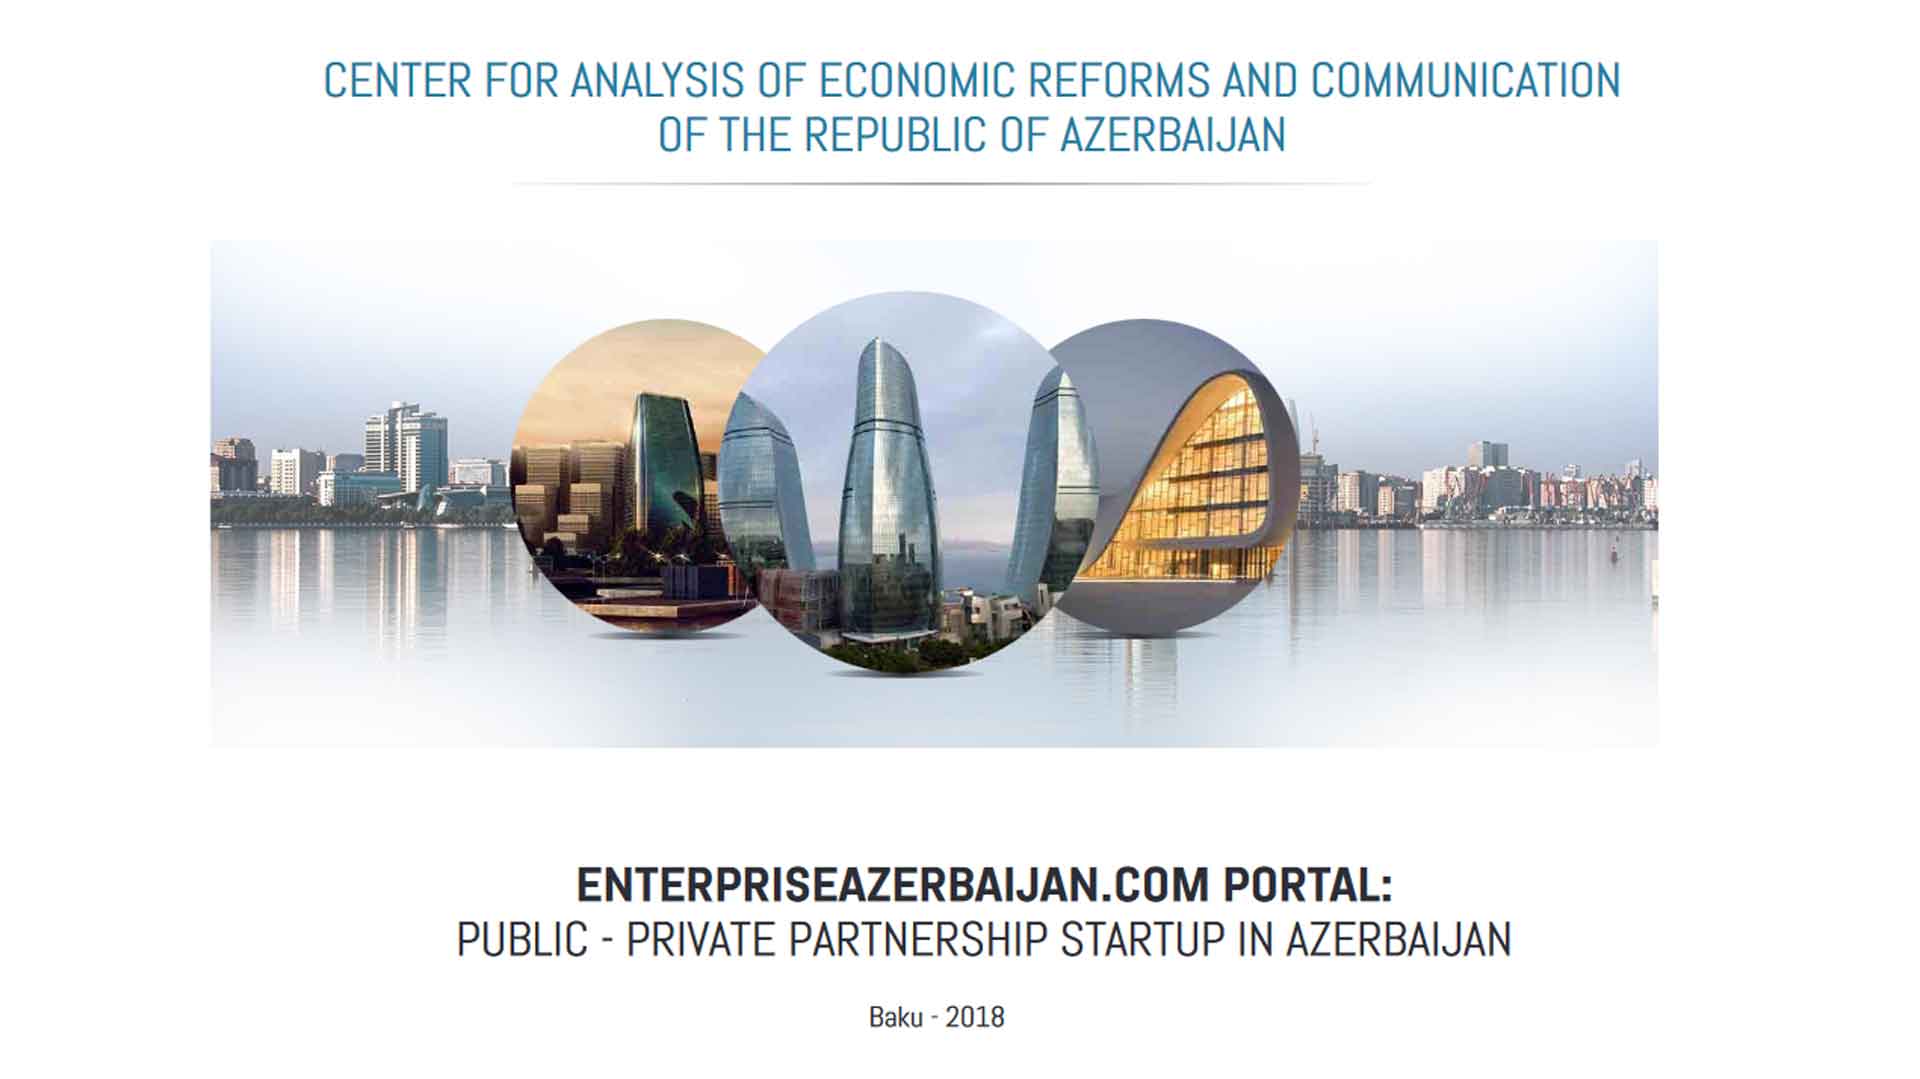 CENTER FOR ANALYSIS OF ECONOMIC REFORMS AND COMMUNICATION
OF THE REPUBLIC OF AZERBAIJAN
ENTERPRISEAZERBAIJAN.COM PORTAL:
PUBLIC - PRIVATE PARTNERSHIP STARTUP IN AZERBAIJAN
Baku - 2018